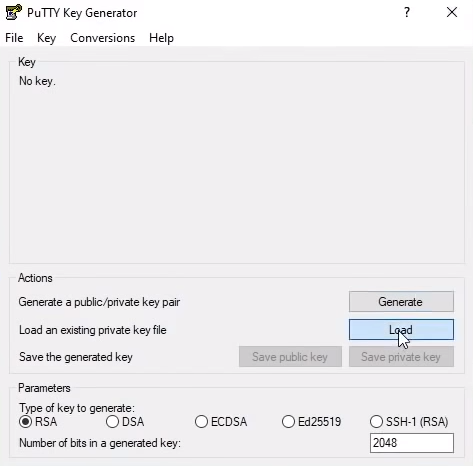 PuTTY Key Generator
File Key Conversions Help
Key
No key.
Actions
Generate a public/private key pair Generate
Load an existing private key file Load
Save the generated key Save public key Save private key
Parameters
Type of key to generate:
RSA DSA ECDSA Ed25519 SSH-1 (RSA)
Number of bits in a generated key: 2048